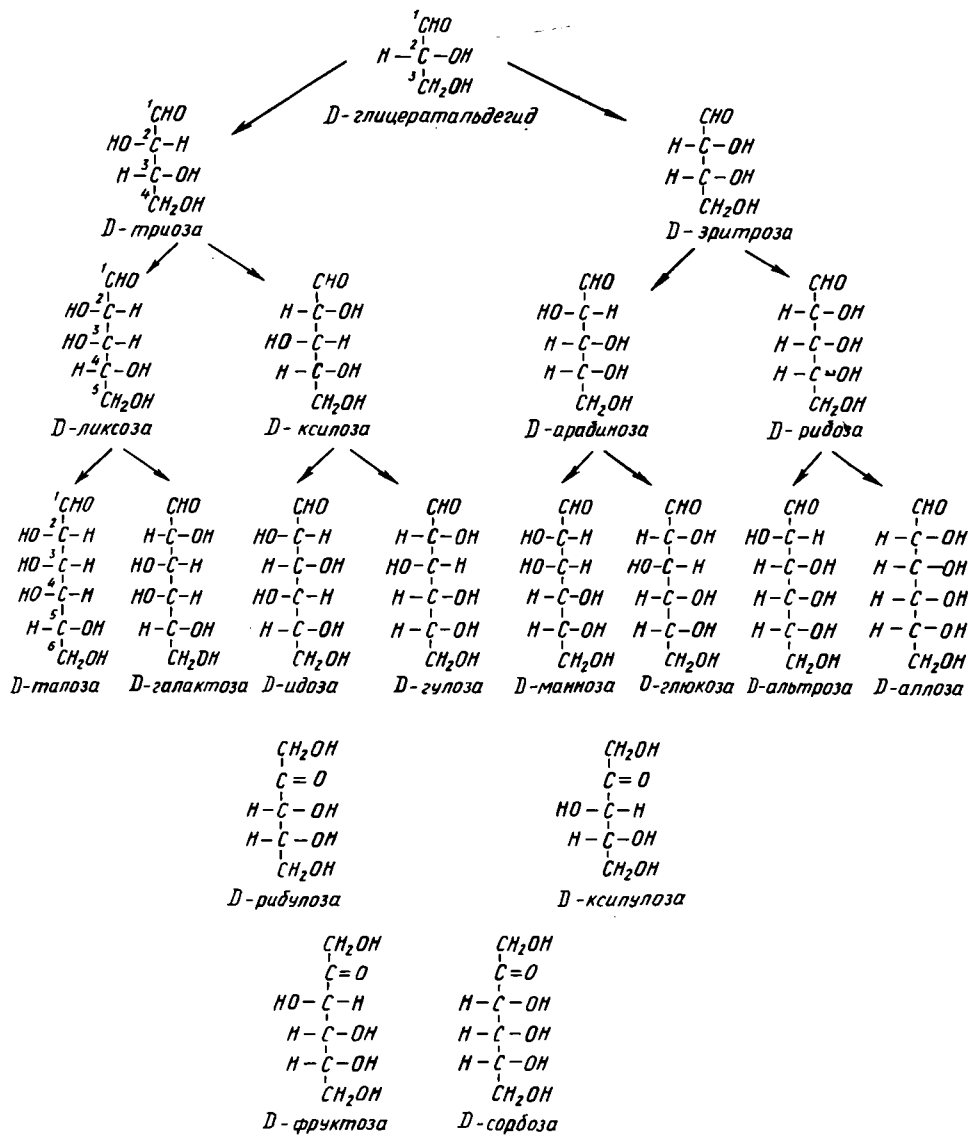 ¹CHO
H–²C–OH
³CH₂OH
D-глицератальдегид
¹CHO CHO
HO–²C–H H–C–OH
H–³C–OH H–C–OH
⁴CH₂OH CH₂OH
D-триоза D-эритроза
¹CHO CHO CHO CHO
HO–²C–H H–C–OH HO–C–H H–C–OH
HO–³C–H HO–C–H H–C–OH H–C–OH
H–⁴C–OH H–C–OH H–C–OH H–C–OH
⁵CH₂OH CH₂OH CH₂OH CH₂OH
D-ликсоза D-ксилоза D-арабиноза D-рибоза
¹CHO CHO CHO CHO CHO CHO CHO CHO
HO–²C–H H–C–OH HO–C–H H–C–OH HO–C–H H–C–OH HO–C–H H–C–OH
HO–³C–H HO–C–H H–C–OH HO–C–H HO–C–H HO–C–H H–C–OH H–C–OH
HO–⁴C–H HO–C–H HO–C–H H–C–OH H–C–OH H–C–OH H–C–OH H–C–OH
H–⁵C–OH H–C–OH H–C–OH H–C–OH H–C–OH H–C–OH H–C–OH H–C–OH
⁶CH₂OH CH₂OH CH₂OH CH₂OH CH₂OH CH₂OH CH₂OH CH₂OH
D-талоза D-галактоза D-идоза D-гулоза D-манноза D-глюкоза D-альтроза D-аллоза
CH₂OH CH₂OH
C=O C=O
H–C–OH HO–C–H
H–C–OH H–C–OH
CH₂OH CH₂OH
D-рибулоза D-ксилулоза
CH₂OH CH₂OH
C=O C=O
HO–C–H H–C–OH
H–C–OH H–C–OH
H–C–OH H–C–OH
CH₂OH CH₂OH
D-фруктоза D-сорбоза